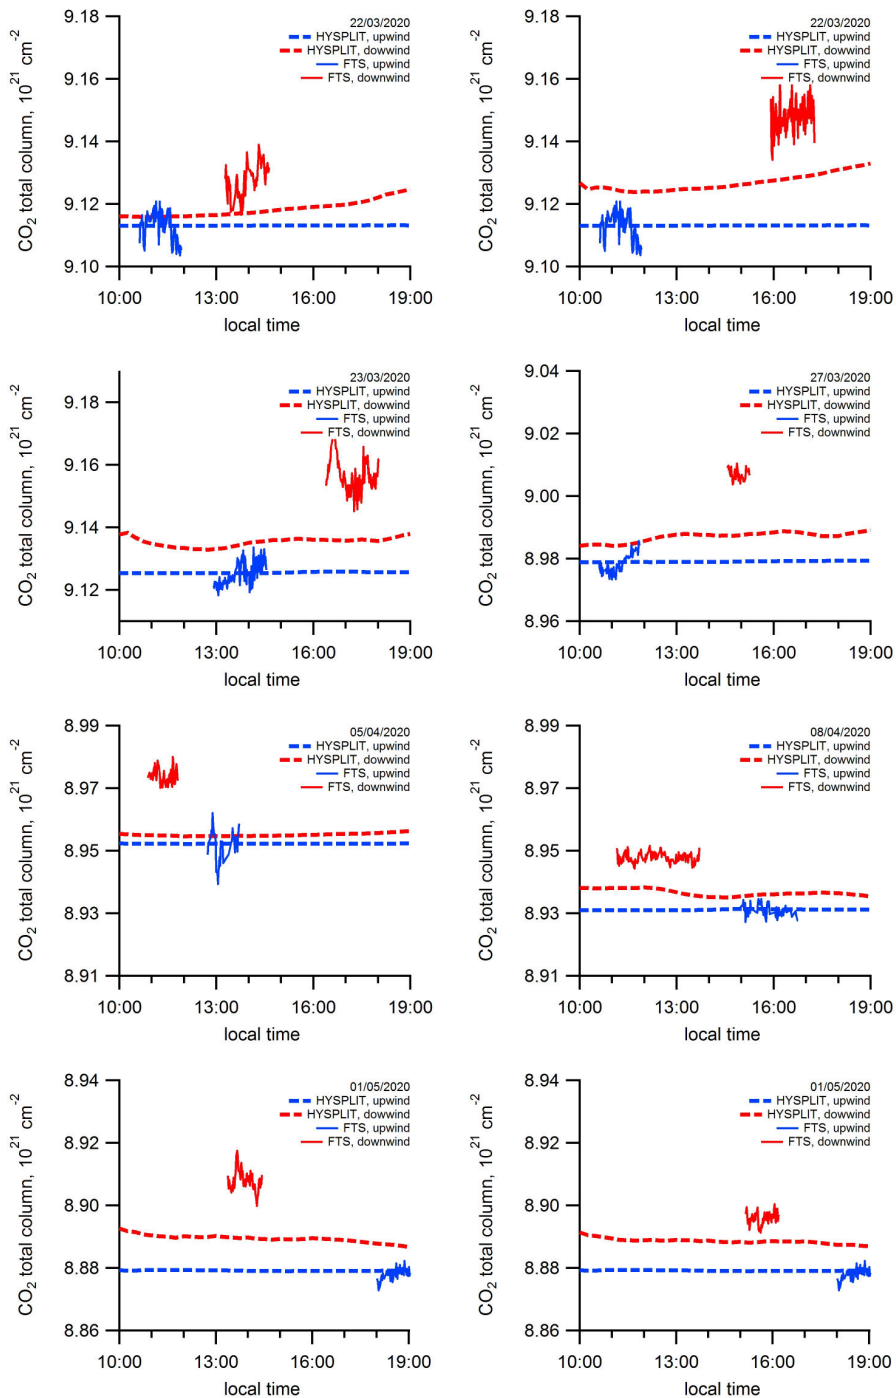 9.18
9.16
9.14
9.12
9.10
CO2 total column, 10^21 cm^-2
22/03/2020
HYSPLIT, upwind
HYSPLIT, dowwind
FTS, upwind
FTS, downwind
10:00 13:00 16:00 19:00
local time
9.18
9.16
9.14
9.12
9.10
CO2 total column, 10^21 cm^-2
22/03/2020
HYSPLIT, upwind
HYSPLIT, dowwind
FTS, upwind
FTS, downwind
10:00 13:00 16:00 19:00
local time
9.18
9.16
9.14
9.12
CO2 total column, 10^21 cm^-2
23/03/2020
HYSPLIT, upwind
HYSPLIT, dowwind
FTS, upwind
FTS, downwind
10:00 13:00 16:00 19:00
local time
9.04
9.02
9.00
8.98
8.96
CO2 total column, 10^21 cm^-2
27/03/2020
HYSPLIT, upwind
HYSPLIT, dowwind
FTS, upwind
FTS, downwind
10:00 13:00 16:00 19:00
local time
8.99
8.97
8.95
8.93
8.91
CO2 total column, 10^21 cm^-2
05/04/2020
HYSPLIT, upwind
HYSPLIT, dowwind
FTS, upwind
FTS, downwind
10:00 13:00 16:00 19:00
local time
8.99
8.97
8.95
8.93
8.91
CO2 total column, 10^21 cm^-2
08/04/2020
HYSPLIT, upwind
HYSPLIT, dowwind
FTS, upwind
FTS, downwind
10:00 13:00 16:00 19:00
local time
8.94
8.92
8.90
8.88
8.86
CO2 total column, 10^21 cm^-2
01/05/2020
HYSPLIT, upwind
HYSPLIT, dowwind
FTS, upwind
FTS, downwind
10:00 13:00 16:00 19:00
local time
8.94
8.92
8.90
8.88
8.86
CO2 total column, 10^21 cm^-2
01/05/2020
HYSPLIT, upwind
HYSPLIT, dowwind
FTS, upwind
FTS, downwind
10:00 13:00 16:00 19:00
local time